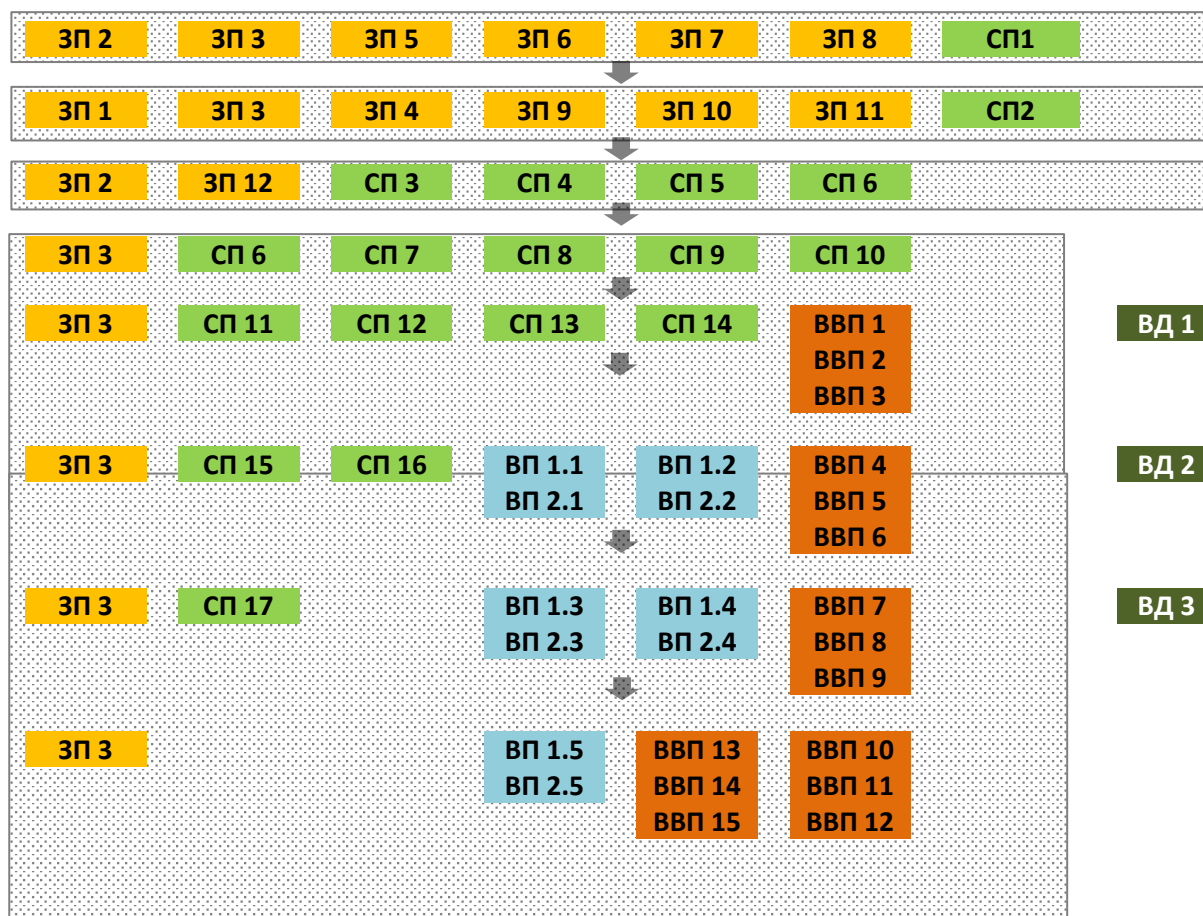 ЗП 2 ЗП 3 ЗП 5 ЗП 6 ЗП 7 ЗП 8 СП1
ЗП 1 ЗП 3 ЗП 4 ЗП 9 ЗП 10 ЗП 11 СП2
ЗП 2 ЗП 12 СП 3 СП 4 СП 5 СП 6
ЗП 3 СП 6 СП 7 СП 8 СП 9 СП 10
ЗП 3 СП 11 СП 12 СП 13 СП 14 ВВП 1 ВД 1
ВВП 2
ВВП 3
ЗП 3 СП 15 СП 16 ВП 1.1 ВП 1.2 ВВП 4 ВД 2
ВП 2.1 ВП 2.2 ВВП 5
ВВП 6
ЗП 3 СП 17 ВП 1.3 ВП 1.4 ВВП 7 ВД 3
ВП 2.3 ВП 2.4 ВВП 8
ВВП 9
ЗП 3 ВП 1.5 ВВП 13 ВВП 10
ВП 2.5 ВВП 14 ВВП 11
ВВП 15 ВВП 12